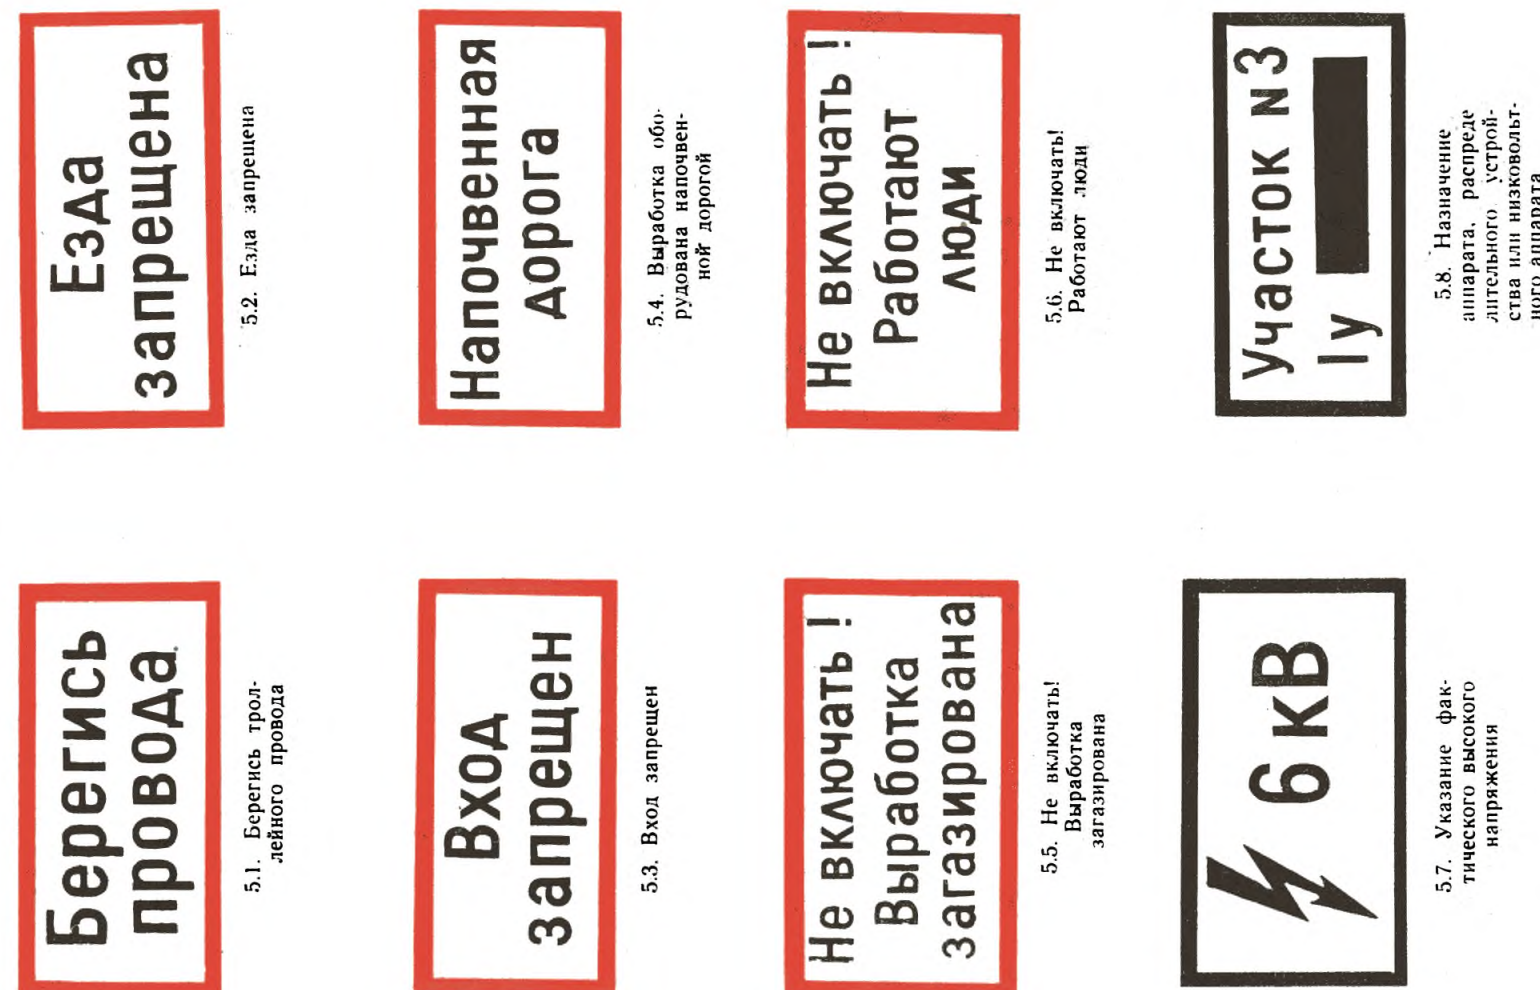 Берегись
провода
5.1. Берегись трол-
лейного провода
Езда
запрещена
5.2. Езда запрещена
Вход
запрещен
5.3. Вход запрещен
Напочвенная
дорога
5.4. Выработка обо-
рудована напочвен-
ной дорогой
Не включать !
Выработка
загазирована
5.5. Не включать!
Выработка
загазирована
Не включать !
Работают
люди
5.6. Не включать!
Работают люди
6 кВ
5.7. Указание фак-
тического высокого
напряжения
Участок N3
Iу
5.8. Назначение
аппарата, распреде
лительного устрой-
ства или низковольт-
ного аппарата